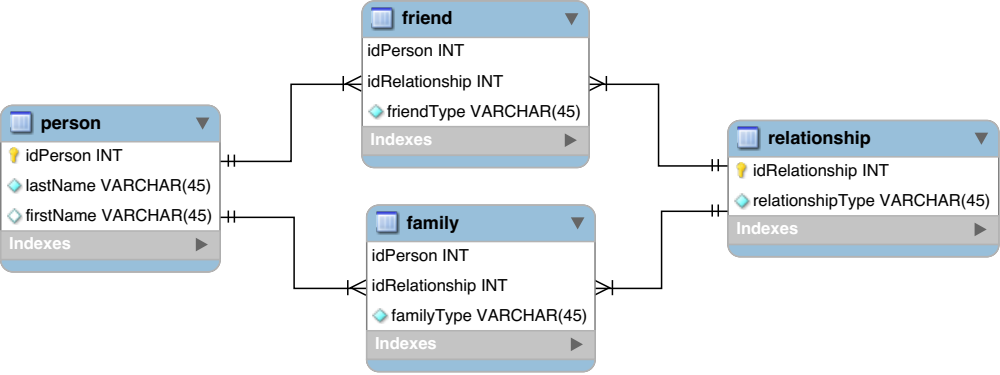 friend
idPerson INT
idRelationship INT
friendType VARCHAR(45)
Indexes
person
idPerson INT
lastName VARCHAR(45)
firstName VARCHAR(45)
Indexes
relationship
idRelationship INT
relationshipType VARCHAR(45)
Indexes
family
idPerson INT
idRelationship INT
familyType VARCHAR(45)
Indexes